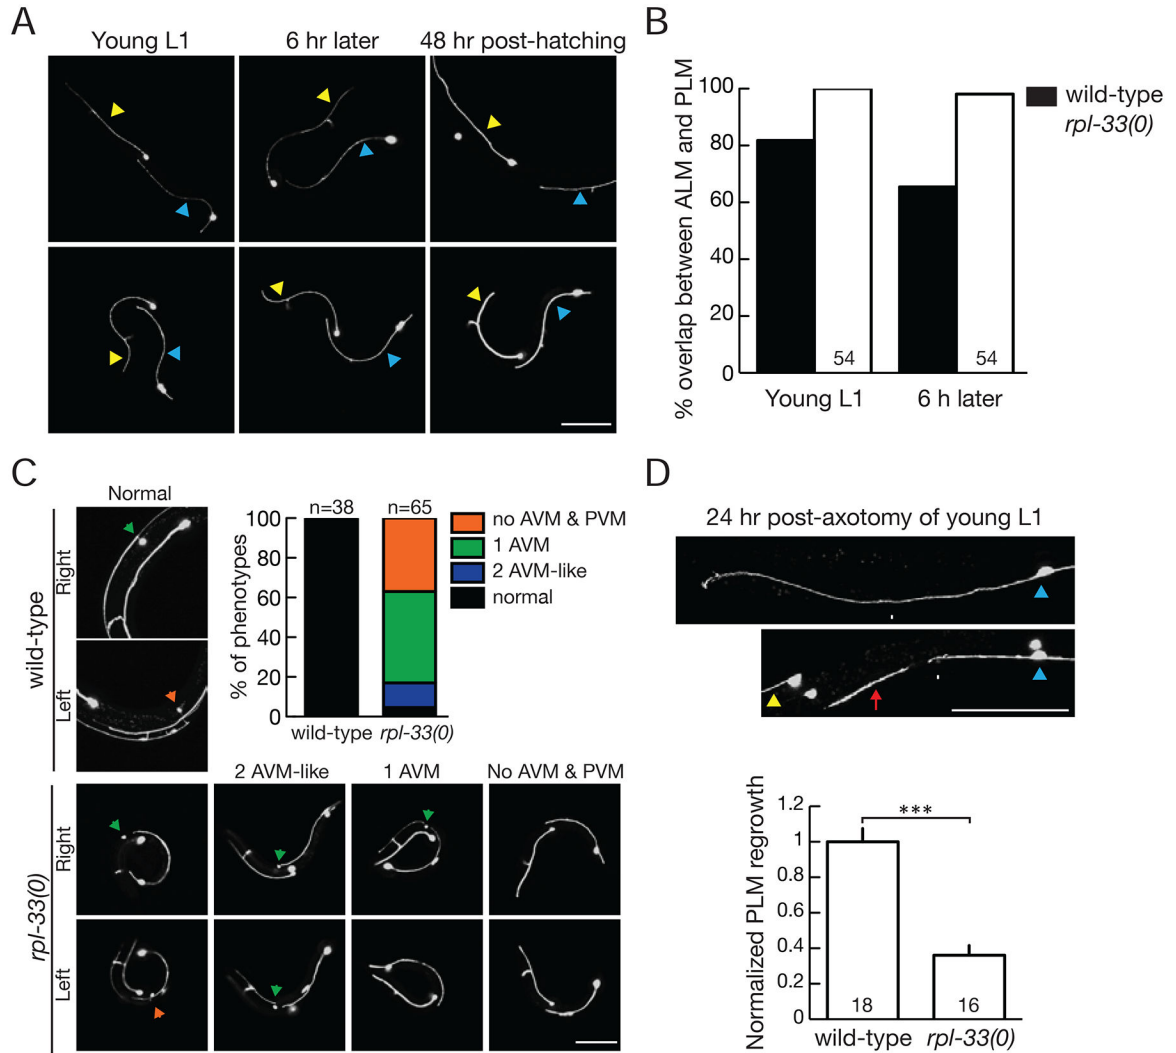 A
Young L1
6 hr later
48 hr post-hatching
B
% overlap between ALM and PLM
100
80
60
40
20
0
54
54
Young L1
6 h later
wild-type
rpl-33(0)
C
Normal
wild-type
Right
Left
% of phenotypes
n=38
n=65
100
80
60
40
20
0
wild-type
rpl-33(0)
no AVM & PVM
1 AVM
2 AVM-like
normal
2 AVM-like
1 AVM
No AVM & PVM
rpl-33(0)
Right
Left
D
24 hr post-axotomy of young L1
Normalized PLM regrowth
1.2
1
0.8
0.6
0.4
0.2
0
***
18
16
wild-type
rpl-33(0)